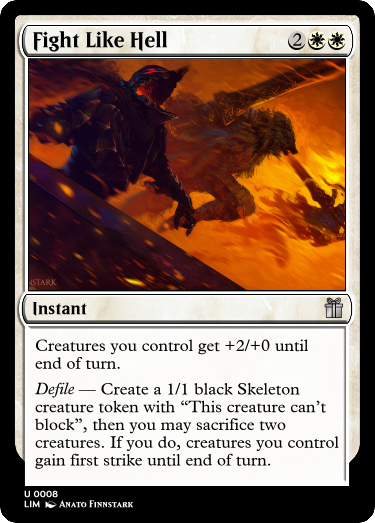 Fight Like Hell 2
NSTARK
Instant
Creatures you control get +2/+0 until
end of turn.
Defile — Create a 1/1 black Skeleton
creature token with “This creature can't
block”, then you may sacrifice two
creatures. If you do, creatures you control
gain first strike until end of turn.
U 0008
LIM Anato Finnstark